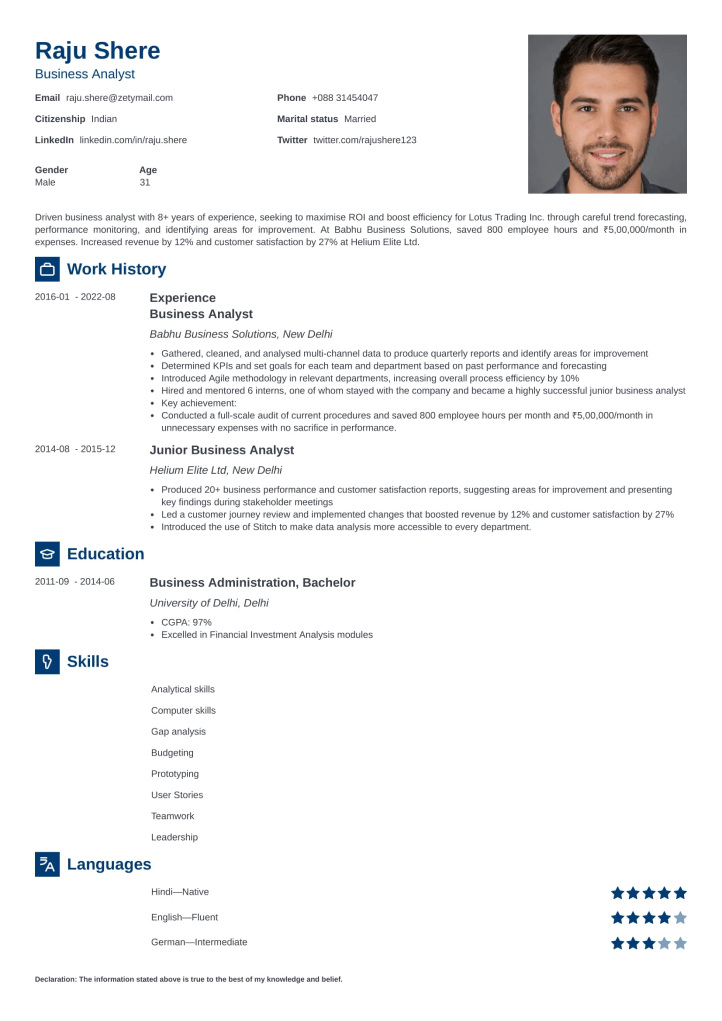 Raju Shere
Business Analyst
Email raju.shere@zetymail.com
Phone +088 31454047
Citizenship Indian
Marital status Married
LinkedIn linkedin.com/in/raju.shere
Twitter twitter.com/rajushere123
Gender
Male
Age
31
Driven business analyst with 8+ years of experience, seeking to maximise ROI and boost efficiency for Lotus Trading Inc. through careful trend forecasting,
performance monitoring, and identifying areas for improvement. At Babhu Business Solutions, saved 800 employee hours and ₹5,00,000/month in
expenses. Increased revenue by 12% and customer satisfaction by 27% at Helium Elite Ltd.
Work History
2016-01 - 2022-08
Experience
Business Analyst
Babhu Business Solutions, New Delhi
• Gathered, cleaned, and analysed multi-channel data to produce quarterly reports and identify areas for improvement
• Determined KPIs and set goals for each team and department based on past performance and forecasting
• Introduced Agile methodology in relevant departments, increasing overall process efficiency by 10%
• Hired and mentored 6 interns, one of whom stayed with the company and became a highly successful junior business analyst
• Key achievement:
• Conducted a full-scale audit of current procedures and saved 800 employee hours per month and ₹5,00,000/month in
unnecessary expenses with no sacrifice in performance.
2014-08 - 2015-12
Junior Business Analyst
Helium Elite Ltd, New Delhi
• Produced 20+ business performance and customer satisfaction reports, suggesting areas for improvement and presenting
key findings during stakeholder meetings
• Led a customer journey review and implemented changes that boosted revenue by 12% and customer satisfaction by 27%
• Introduced the use of Stitch to make data analysis more accessible to every department.
Education
2011-09 - 2014-06
Business Administration, Bachelor
University of Delhi, Delhi
• CGPA: 97%
• Excelled in Financial Investment Analysis modules
Skills
Analytical skills
Computer skills
Gap analysis
Budgeting
Prototyping
User Stories
Teamwork
Leadership
Languages
Hindi—Native
English—Fluent
German—Intermediate
Declaration: The information stated above is true to the best of my knowledge and belief.